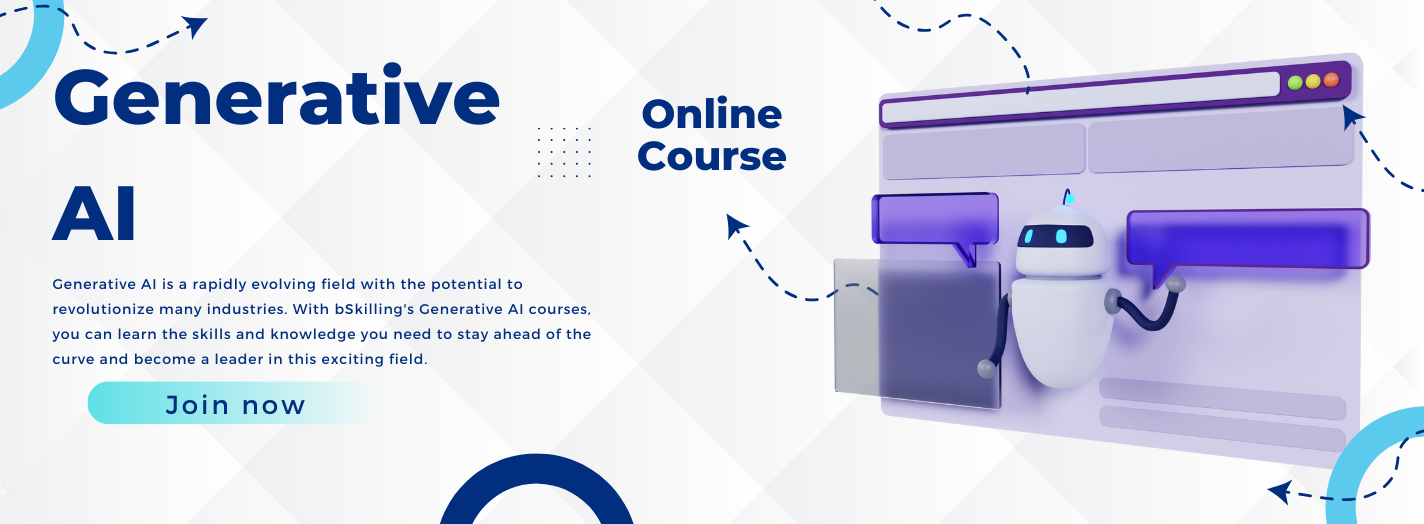 Generative
AI
Online
Course
Generative AI is a rapidly evolving field with the potential to
revolutionize many industries. With bSkilling's Generative AI courses,
you can learn the skills and knowledge you need to stay ahead of the
curve and become a leader in this exciting field.
Join now